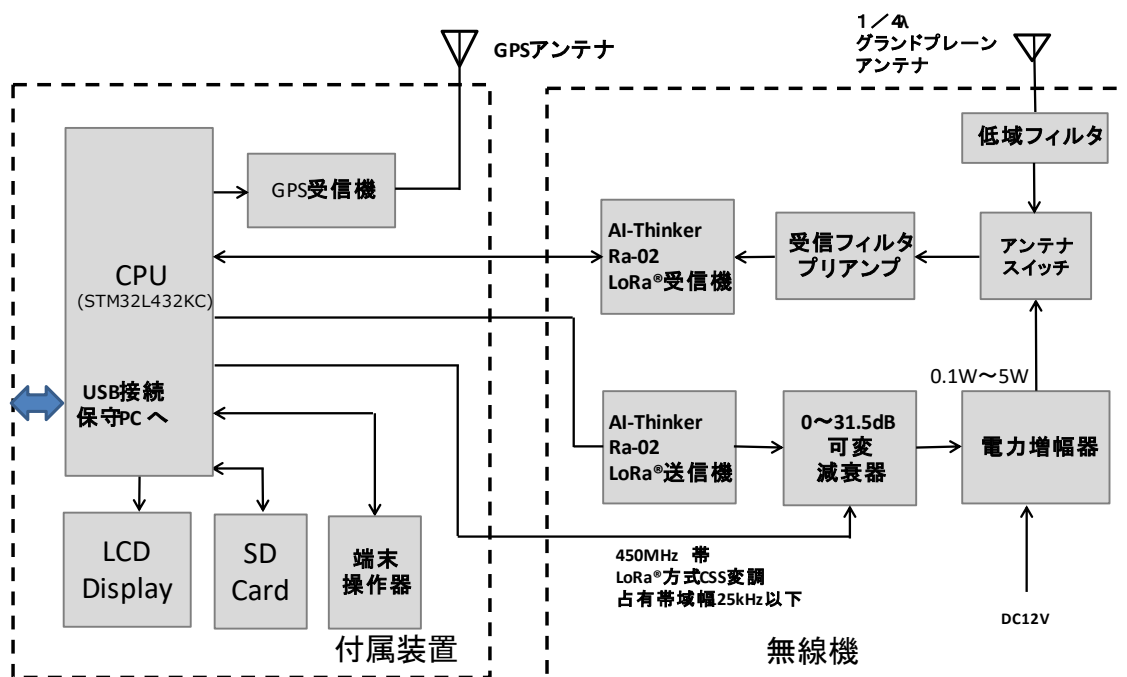 １／４λ
グランドプレーン
アンテナ
GPSアンテナ
低域フィルタ
GPS受信機
AI-Thinker
Ra-02
LoRa®受信機
受信フィルタ
プリアンプ
アンテナ
スイッチ
CPU
(STM32L432KC)
0.1W～5W
USB接続
保守PC へ
AI-Thinker
Ra-02
LoRa®送信機
0～31.5dB
可変
減衰器
電力増幅器
LCD
Display
SD
Card
端末
操作器
450MHz 帯
LoRa®方式CSS変調
占有帯域幅25kHz以下
DC12V
付属装置
無線機